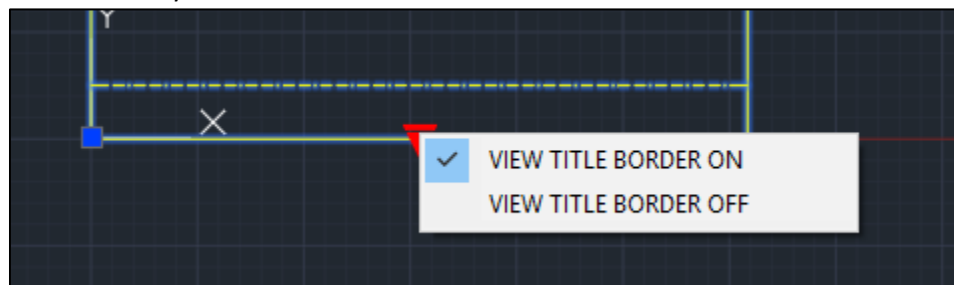 Y
X
VIEW TITLE BORDER ON
VIEW TITLE BORDER OFF